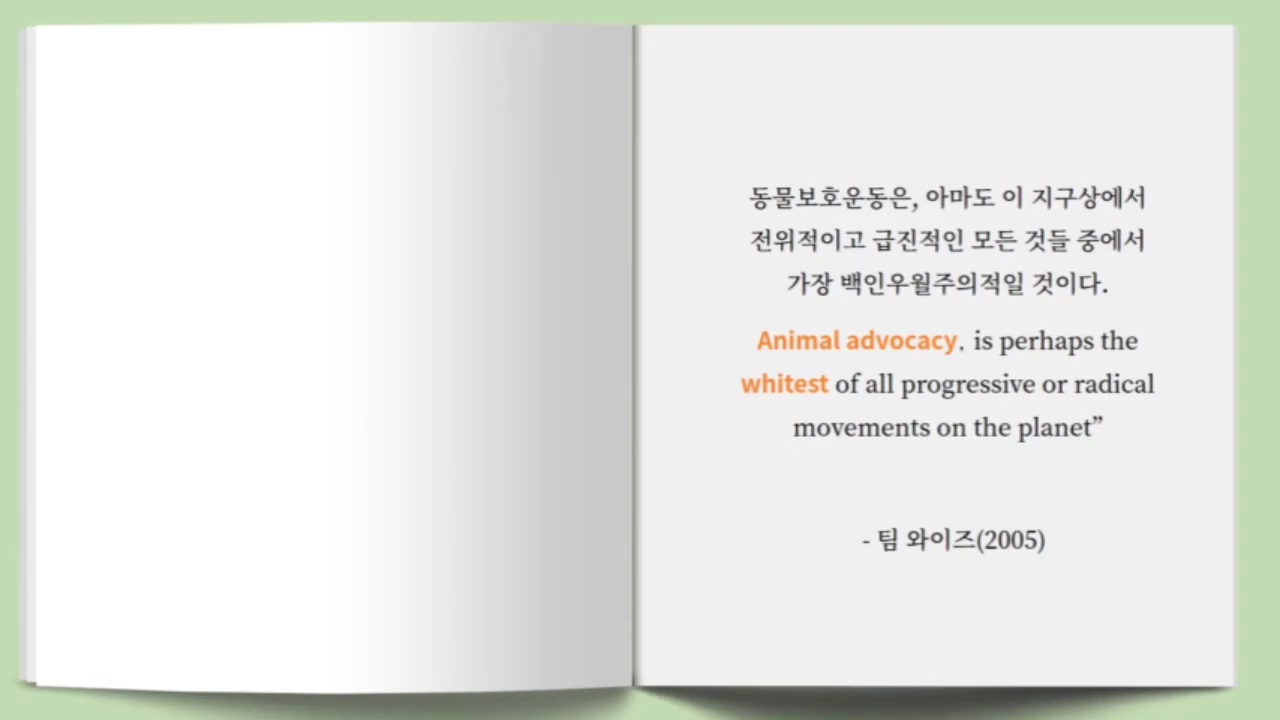 동물보호운동은, 아마도 이 지구상에서
전위적이고 급진적인 모든 것들 중에서
가장 백인우월주의적일 것이다.
Animal advocacy, is perhaps the
whitest of all progressive or radical
movements on the planet”
- 팀 와이즈(2005)